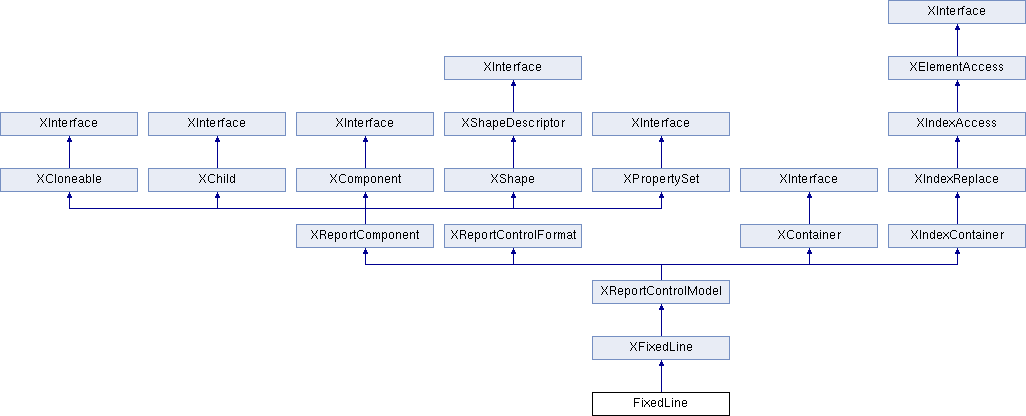 XInterface
XInterface XElementAccess
XInterface XInterface XInterface XShapeDescriptor XInterface XIndexAccess
XCloneable XChild XComponent XShape XPropertySet XInterface XIndexReplace
XReportComponent XReportControlFormat XContainer XIndexContainer
XReportControlModel
XFixedLine
FixedLine